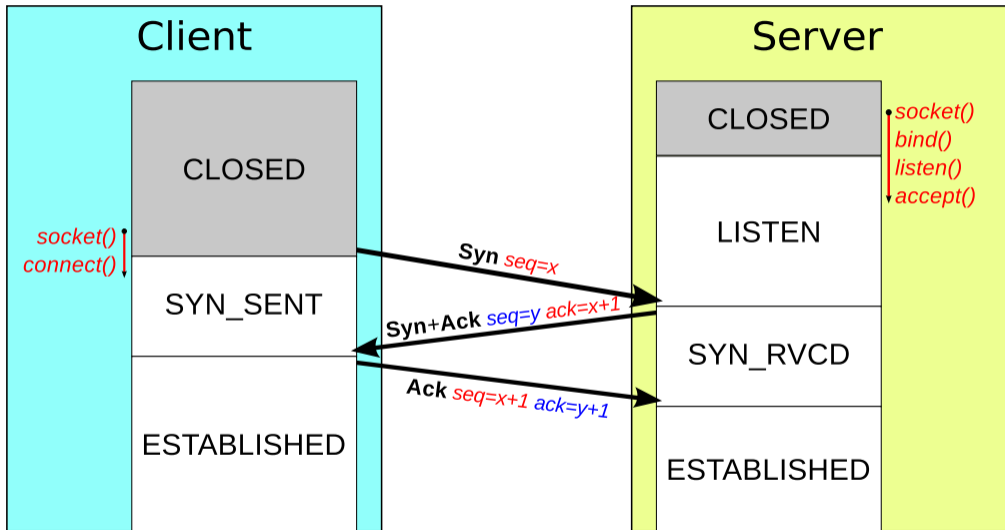 Client
Server
CLOSED
CLOSED
socket()
bind()
listen()
accept()
LISTEN
socket()
connect()
Syn seq=x
SYN_SENT
Syn+Ack seq=y ack=x+1
SYN_RVCD
Ack seq=x+1 ack=y+1
ESTABLISHED
ESTABLISHED